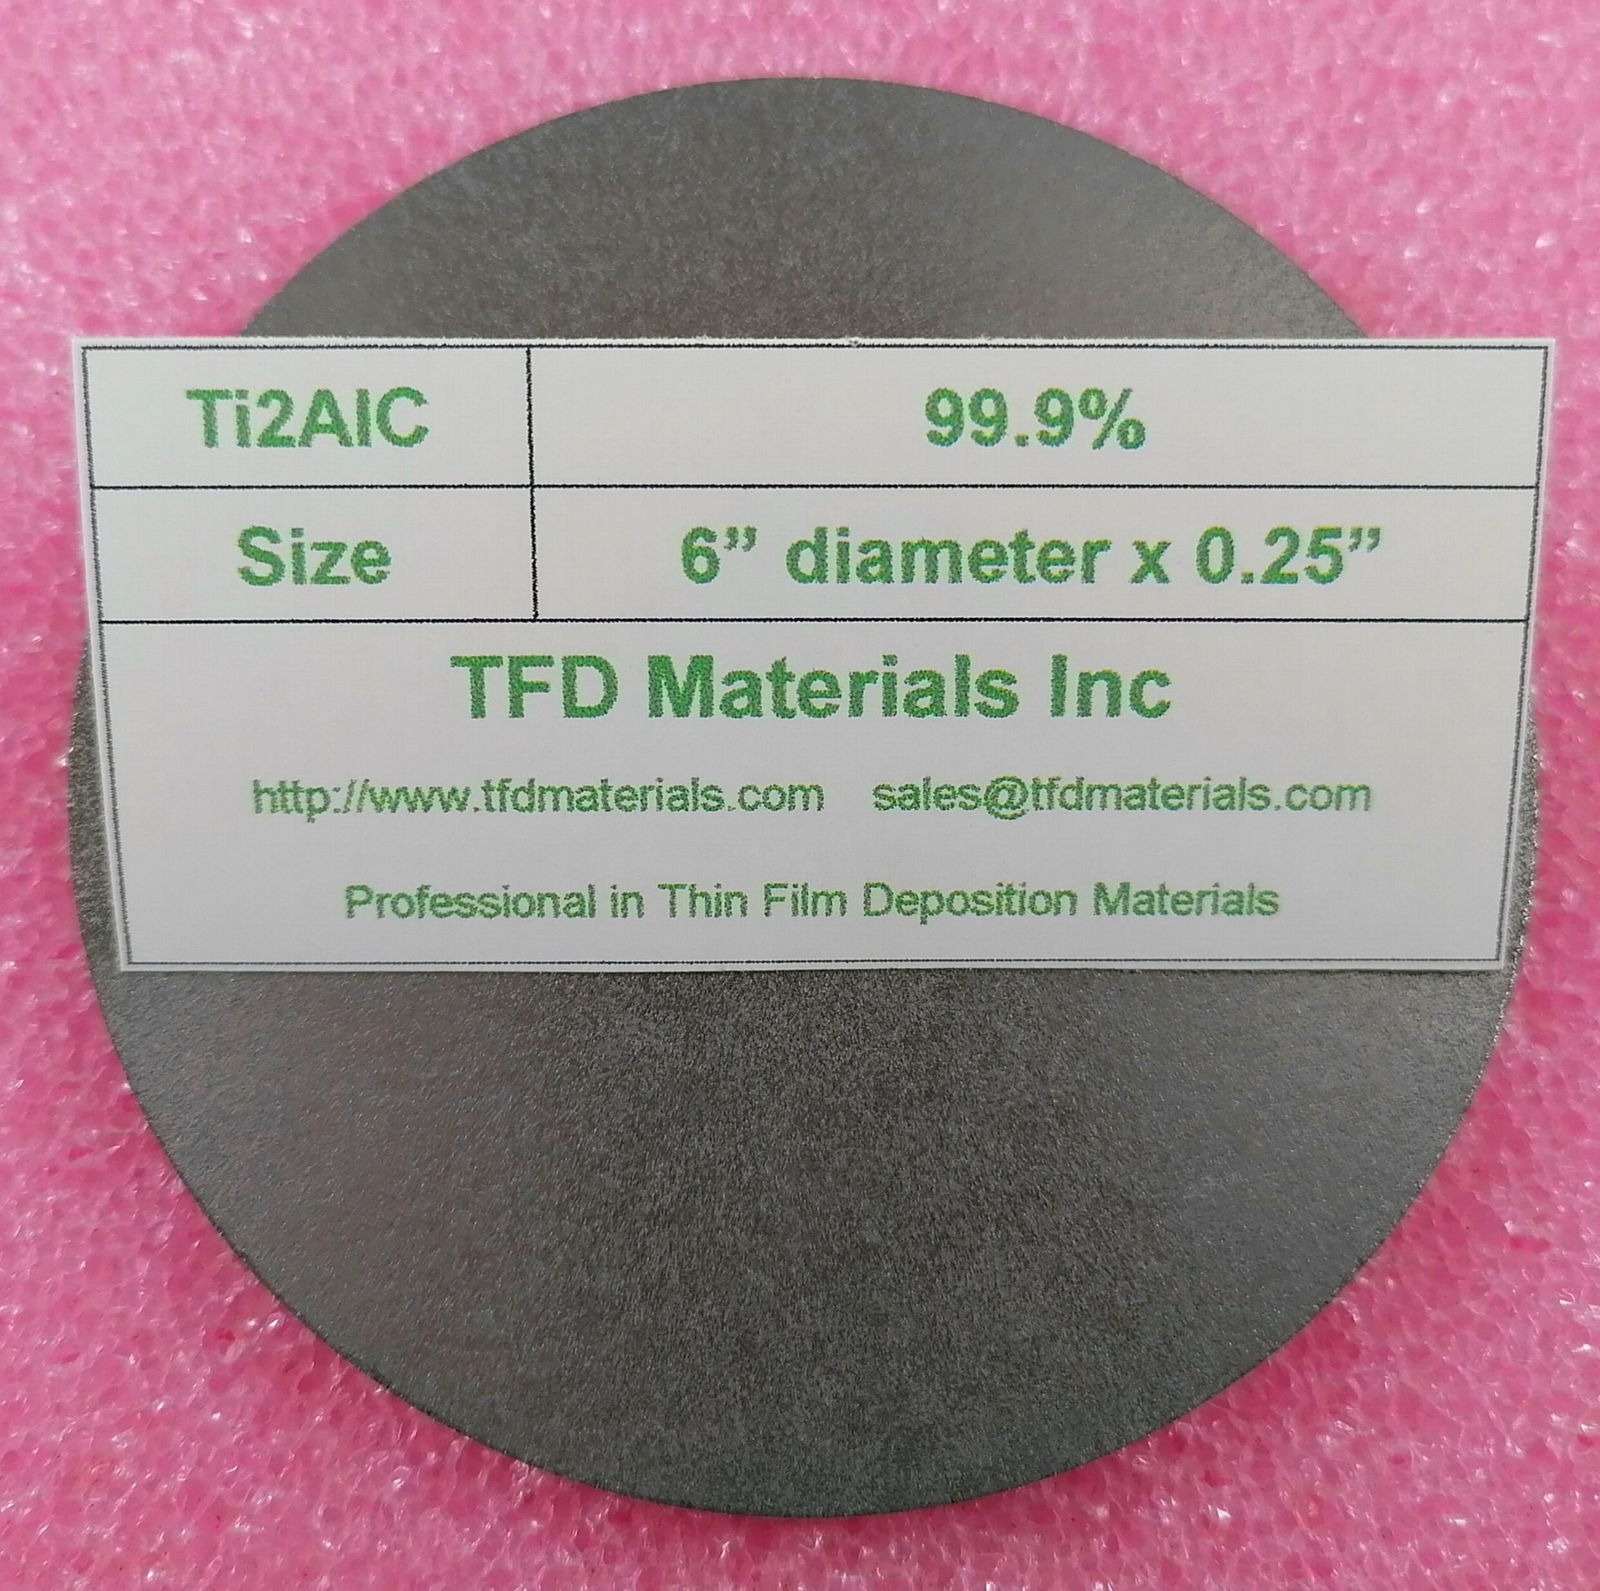 Ti2AlC 99.9%
Size 6” diameter x 0.25”
TFD Materials Inc
http://www.tfdmaterials.com sales@tfdmaterials.com
Professional in Thin Film Deposition Materials